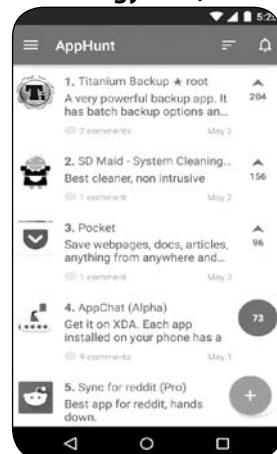 5:2
AppHunt
1. Titanium Backup ★ root
A very powerful backup app. It
has batch backup options an...
204
2 comments
May 2
2. SD Maid - System Cleaning...
Best cleaner, non intrusive
156
1 comment
May 2
3. Pocket
Save webpages, docs, articles,
anything from anywhere and...
96
1 comment
May 2
4. AppChat (Alpha)
Get it on XDA. Each app
installed on your phone has a
73
9 comments
May 1
5. Sync for reddit (Pro)
Best app for reddit, hands
down.